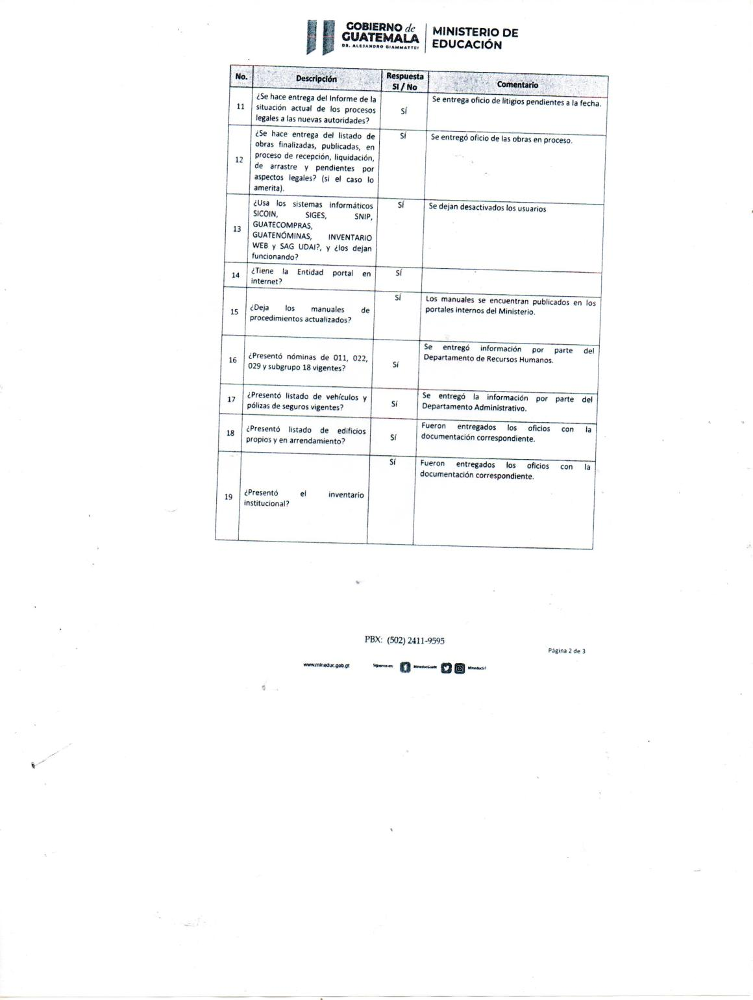 GOBIERNO de
GUATEMALA
DR. ALEJANDRO GIAMMATTEI
MINISTERIO DE
EDUCACIÓN
No.
Descripción
Respuesta
SI / No
Comentario
11
¿Se hace entrega del Informe de la
situación actual de los procesos
legales a las nuevas autoridades?
SÍ
Se entrega oficio de litigios pendientes a la fecha.
12
¿Se hace entrega del listado de
obras finalizadas, publicadas, en
proceso de recepción, liquidación,
de arrastre y pendientes por
aspectos legales? (si el caso lo
amerita).
SÍ
Se entregó oficio de las obras en proceso.
13
¿Usa los sistemas informáticos
SICOIN, SIGES, SNIP,
GUATECOMPRAS,
GUATENÓMINAS, INVENTARIO
WEB y SAG UDAI?, y ¿los dejan
funcionando?
SÍ
Se dejan desactivados los usuarios
14
¿Tiene la Entidad portal en
internet?
SÍ
15
¿Deja los manuales de
procedimientos actualizados?
SÍ
Los manuales se encuentran publicados en los
portales internos del Ministerio.
16
¿Presentó nóminas de 011, 022,
029 y subgrupo 18 vigentes?
SÍ
Se entregó información por parte del
Departamento de Recursos Humanos.
17
¿Presentó listado de vehículos y
pólizas de seguros vigentes?
SÍ
Se entregó la información por parte del
Departamento Administrativo.
18
¿Presentó listado de edificios
propios y en arrendamiento?
SÍ
Fueron entregados los oficios con la
documentación correspondiente.
19
¿Presentó el inventario
institucional?
SÍ
Fueron entregados los oficios con la
documentación correspondiente.
PBX: (502) 2411-9595
Página 2 de 3
www.mineduc.gob.gt
Síguenos en:
MineducGuate
MineducGT